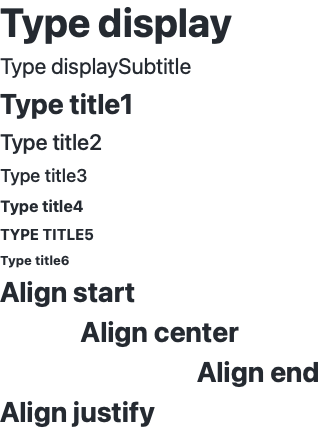 Type display
Type displaySubtitle
Type title1
Type title2
Type title3
Type title4
TYPE TITLE5
Type title6
Align start
Align center
Align end
Align justify